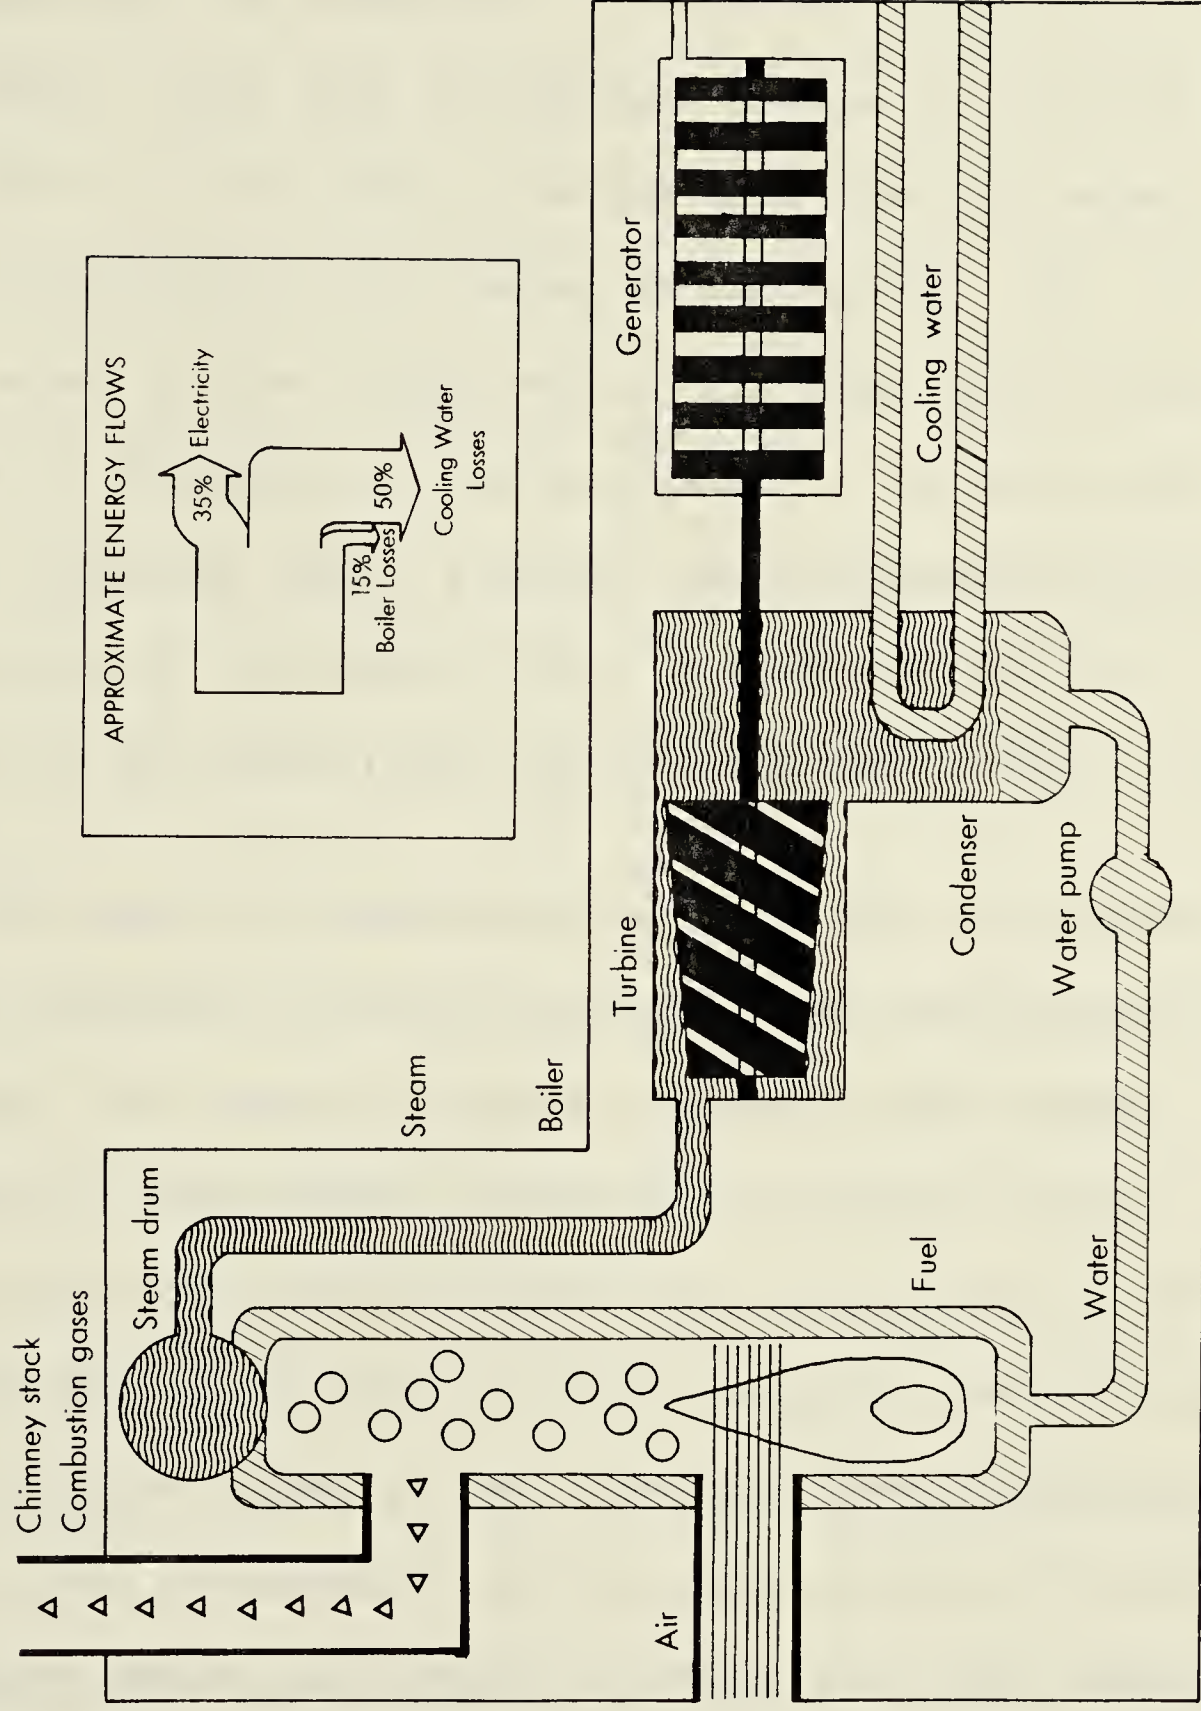 Chimney stack
Combustion gases
Steam drum
Steam
Boiler
APPROXIMATE ENERGY FLOWS
35%
Electricity
15%
Boiler Losses
50%
Cooling Water
Losses
Air
Fuel
Water
Turbine
Generator
Condenser
Cooling water
Water pump